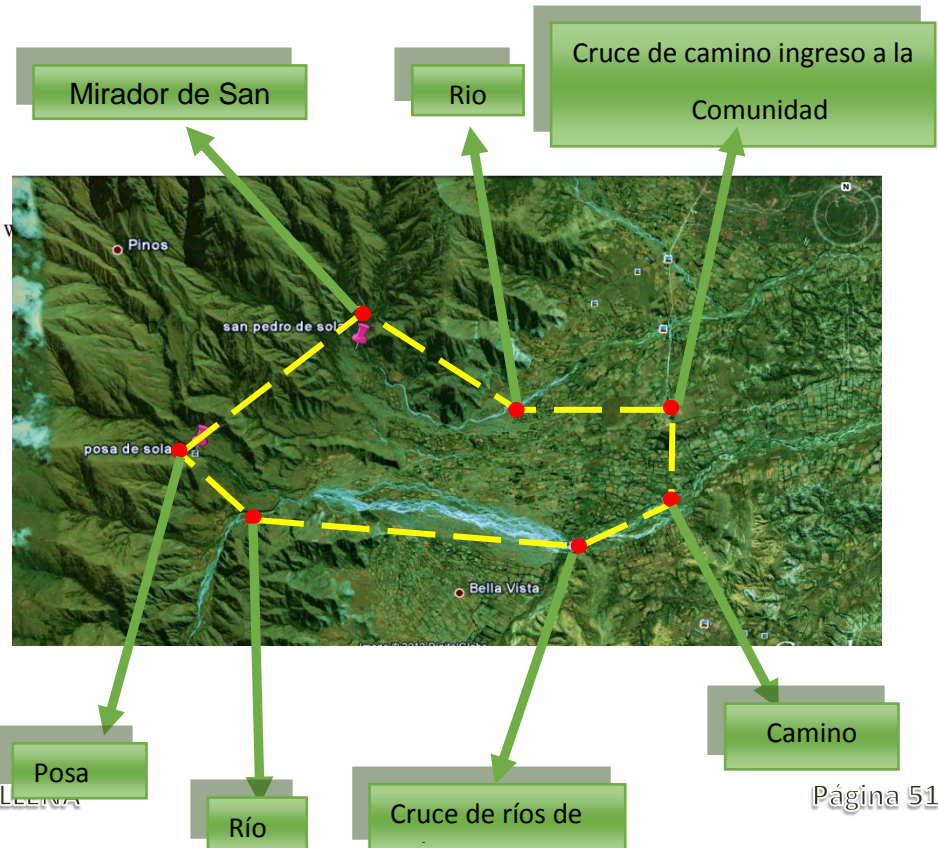 Mirador de San
Rio
Cruce de camino ingreso a la
Comunidad
N
Pinos
san pedro de sola
posa de sola
Bella Vista
Camino
Posa
Río
Cruce de ríos de
Página 51